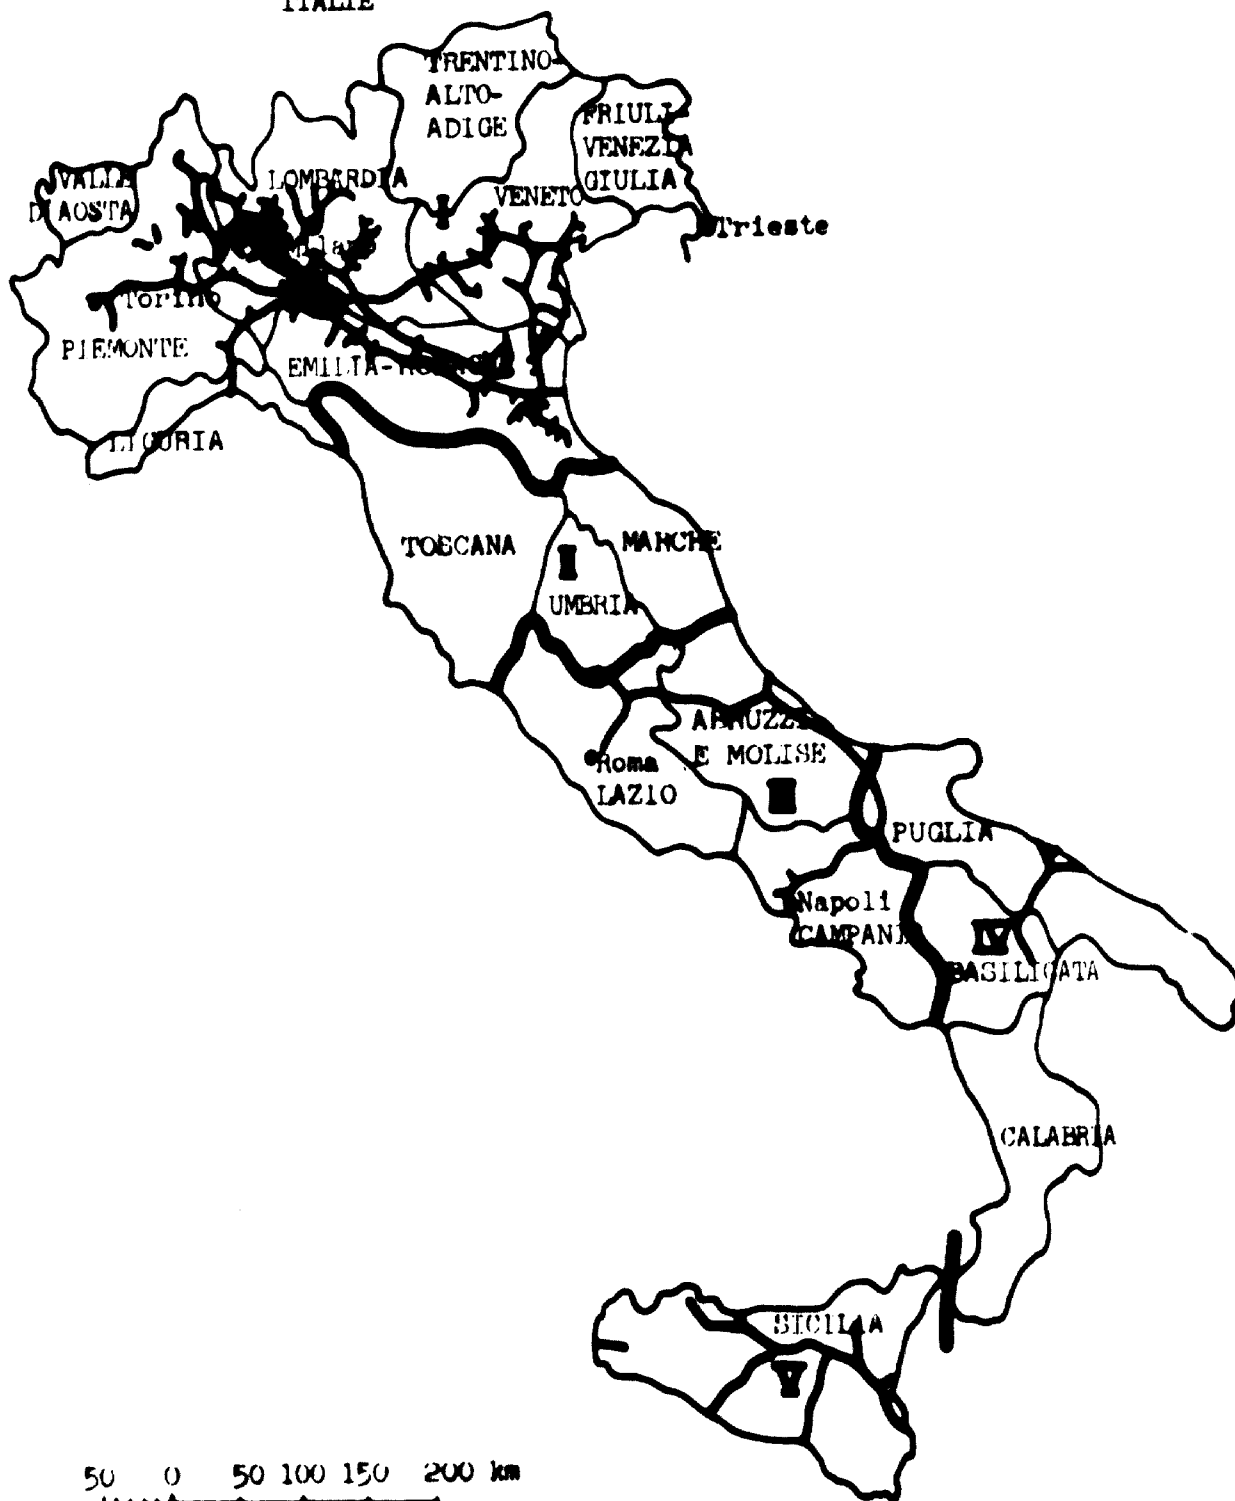 ITALIE
TRENTINO-
ALTO-
ADIGE
FRIULI-
VENEZIA
GIULIA
VALLE
D'AOSTA
LOMBARDIA
I
VENETO
Trieste
Milano
Torino
PIEMONTE
EMILIA-ROMAGNA
LIGURIA
TOSCANA
MARCHE
UMBRIA
ABRUZZI
E MOLISE
Roma
LAZIO
PUGLIA
Napoli
CAMPANIA
IV
BASILICATA
CALABRIA
SICILIA
V
50 0 50 100 150 200 km